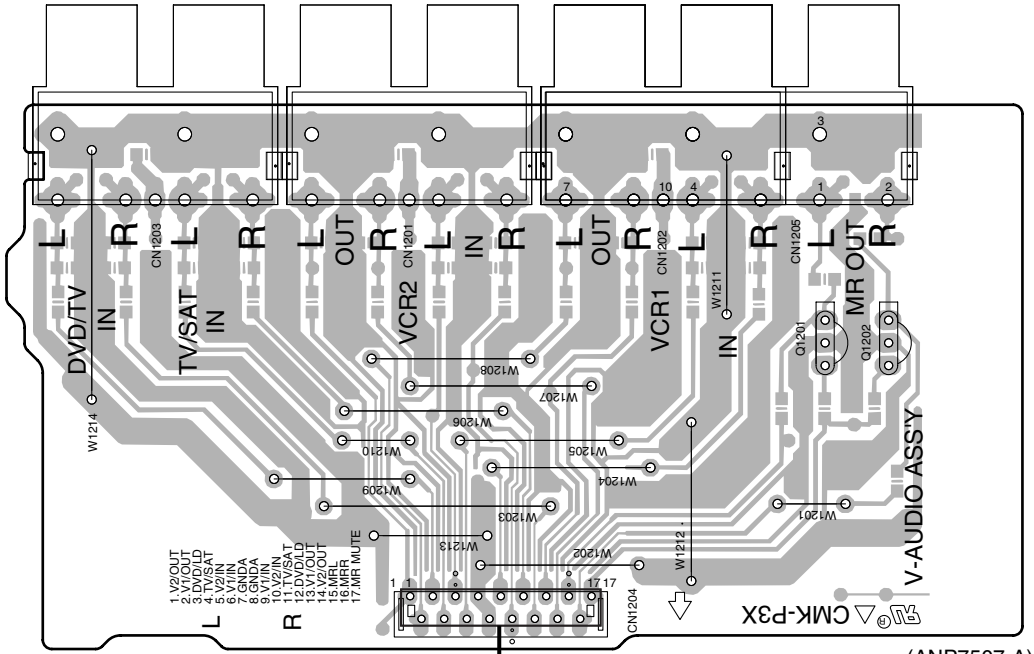 3
7
10
4
1
2
L
R
CN1203
L
R
L
OUT
R
CN1201
L
IN
R
L
OUT
R
CN1202
L
R
CN1205
L
MR OUT
R
DVD/TV
IN
TV/SAT
IN
VCR2
VCR1
W1211
IN
Q1201
Q1202
W1208
W1207
W1214
W1206
W1210
W1205
W1204
W1209
W1203
W1201
W1213
W1202
W1212
V-AUDIO ASS'Y
1.V2/OUT
2.V1/OUT
3.DVD/LD
4.TV/SAT
5.V2/IN
6.V1/IN
7.GNDA
8.GNDA
9.V1/IN
10.V2/IN
11.TV/SAT
12.DVD/LD
13.V1/OUT
14.V2/OUT
15.MRL
16.MRR
17.MR MUTE
L
R
1
1
17
17
CN1204
CMK-P3X